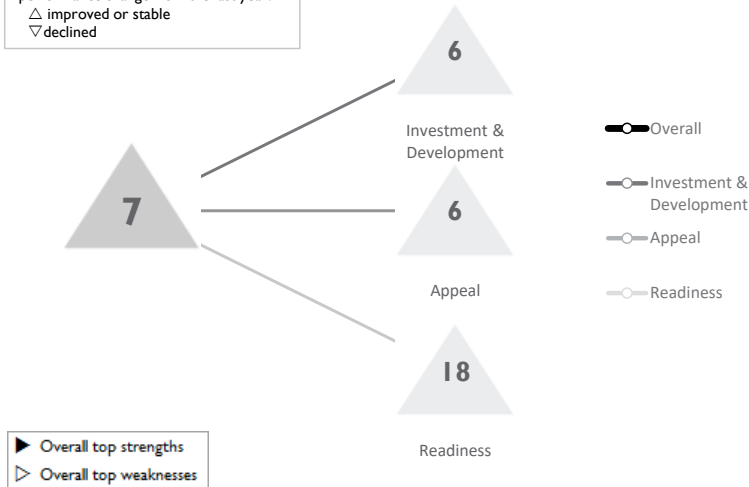 △ improved or stable
▽ declined
6
Investment &
Development
7
6
Appeal
18
Readiness
Overall
Investment &
Development
Appeal
Readiness
▶ Overall top strengths
▷ Overall top weaknesses